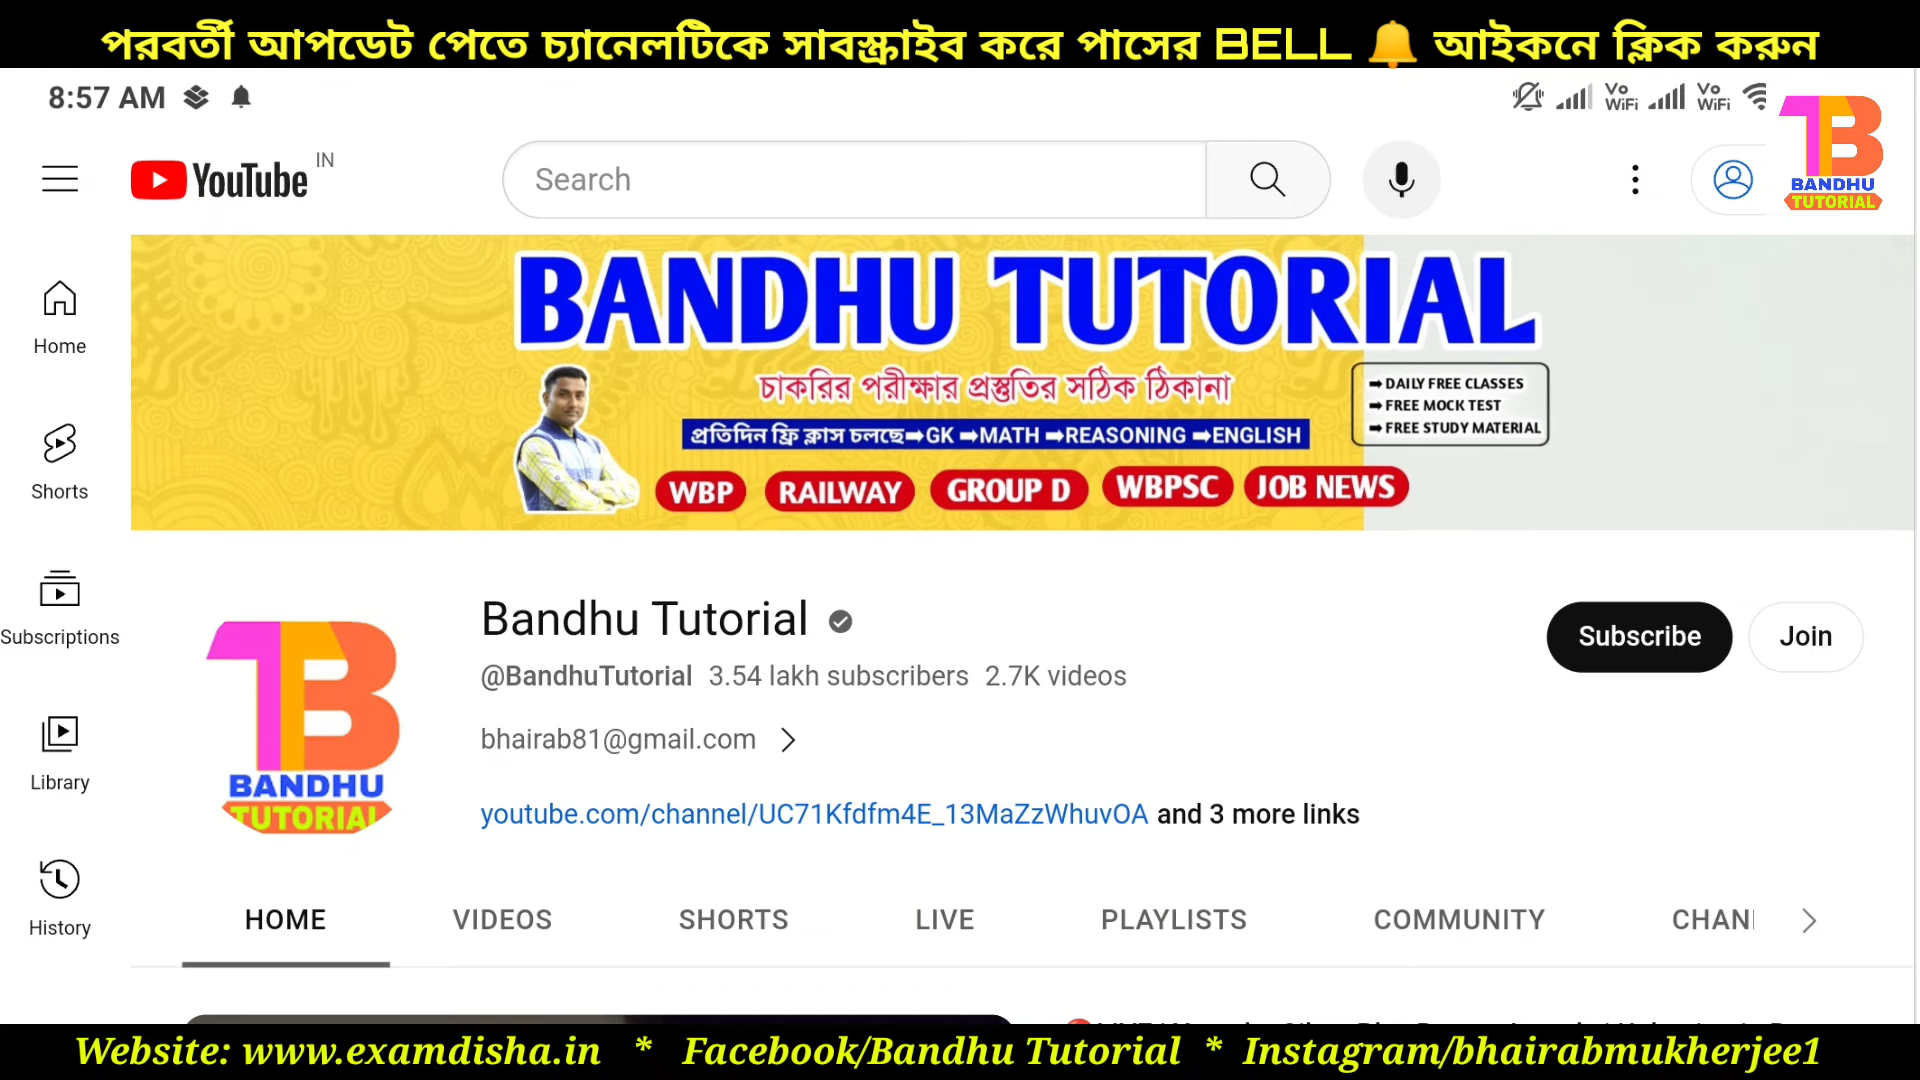 পরবর্তী আপডেট পেতে চ্যানেলটিকে সাবস্ক্রাইব করে পাসের BELL 🔔 আইকনে ক্লিক করুন
8:57 AM
Vo WiFi Vo WiFi
YouTube IN
Search
BANDHU
TUTORIAL
BANDHU TUTORIAL
চাকরির পরীক্ষার প্রস্তুতির সঠিক ঠিকানা
প্রতিদিন ফ্রি ক্লাস চলছে➡GK ➡MATH ➡REASONING ➡ENGLISH
➡ DAILY FREE CLASSES
➡ FREE MOCK TEST
➡ FREE STUDY MATERIAL
WBP RAILWAY GROUP D WBPSC JOB NEWS
Home
Shorts
Subscriptions
Library
History
TB
BANDHU
TUTORIAL
Bandhu Tutorial
@BandhuTutorial 3.54 lakh subscribers 2.7K videos
bhairab81@gmail.com
youtube.com/channel/UC71Kfdfm4E_13MaZzWhuvOA and 3 more links
Subscribe Join
HOME VIDEOS SHORTS LIVE PLAYLISTS COMMUNITY CHAN
Website: www.examdisha.in * Facebook/Bandhu Tutorial * Instagram/bhairabmukherjee1